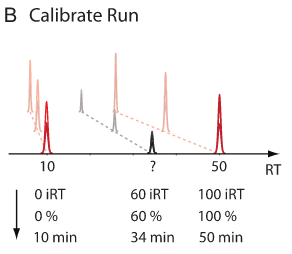 B Calibrate Run
10 ? 50 RT
0 iRT 60 iRT 100 iRT
0 % 60 % 100 %
10 min 34 min 50 min